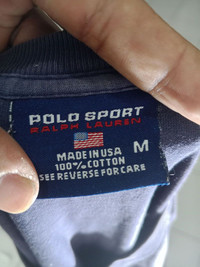 POLO SPORT
RALPH LAUREN
M
MADE IN USA
100% COTTON
SEE REVERSE FOR CARE